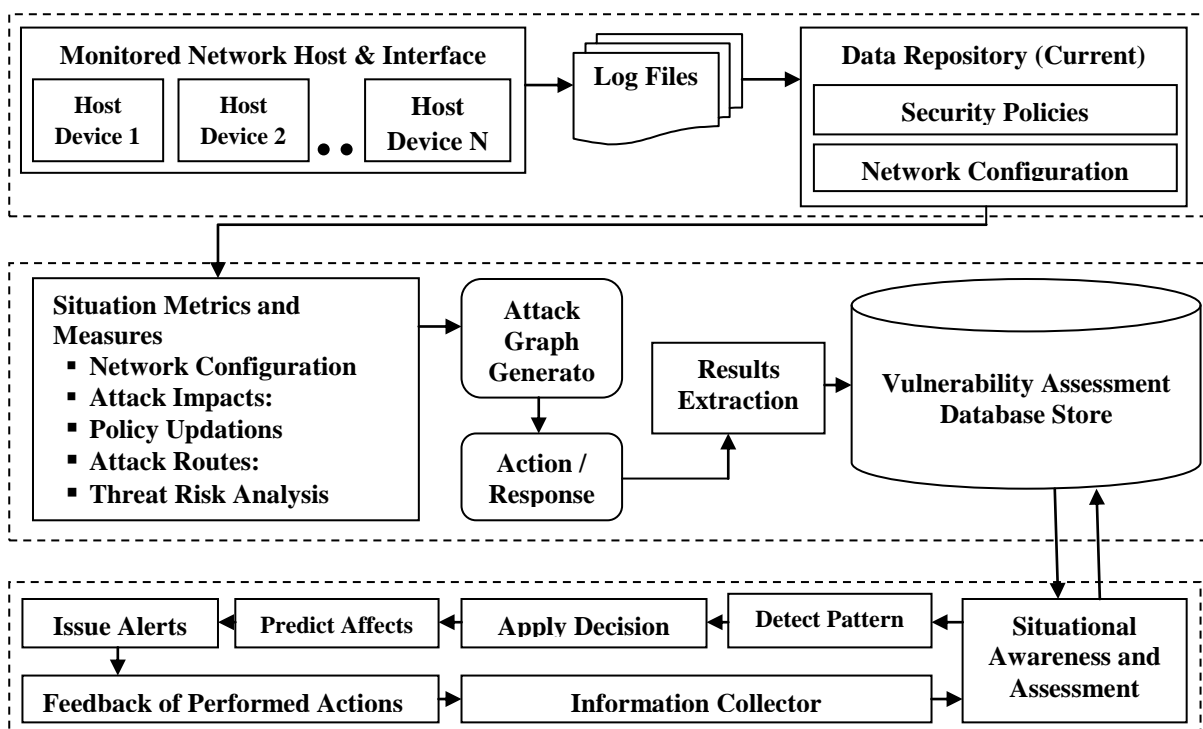 Monitored Network Host & Interface
Host
Device 1
Host
Device 2
Host
Device N
Log Files
Data Repository (Current)
Security Policies
Network Configuration
Situation Metrics and
Measures
▪ Network Configuration
▪ Attack Impacts:
▪ Policy Updations
▪ Attack Routes:
▪ Threat Risk Analysis
Attack
Graph
Generato
Action /
Response
Results
Extraction
Vulnerability Assessment
Database Store
Issue Alerts
Predict Affects
Apply Decision
Detect Pattern
Situational
Awareness and
Assessment
Feedback of Performed Actions
Information Collector